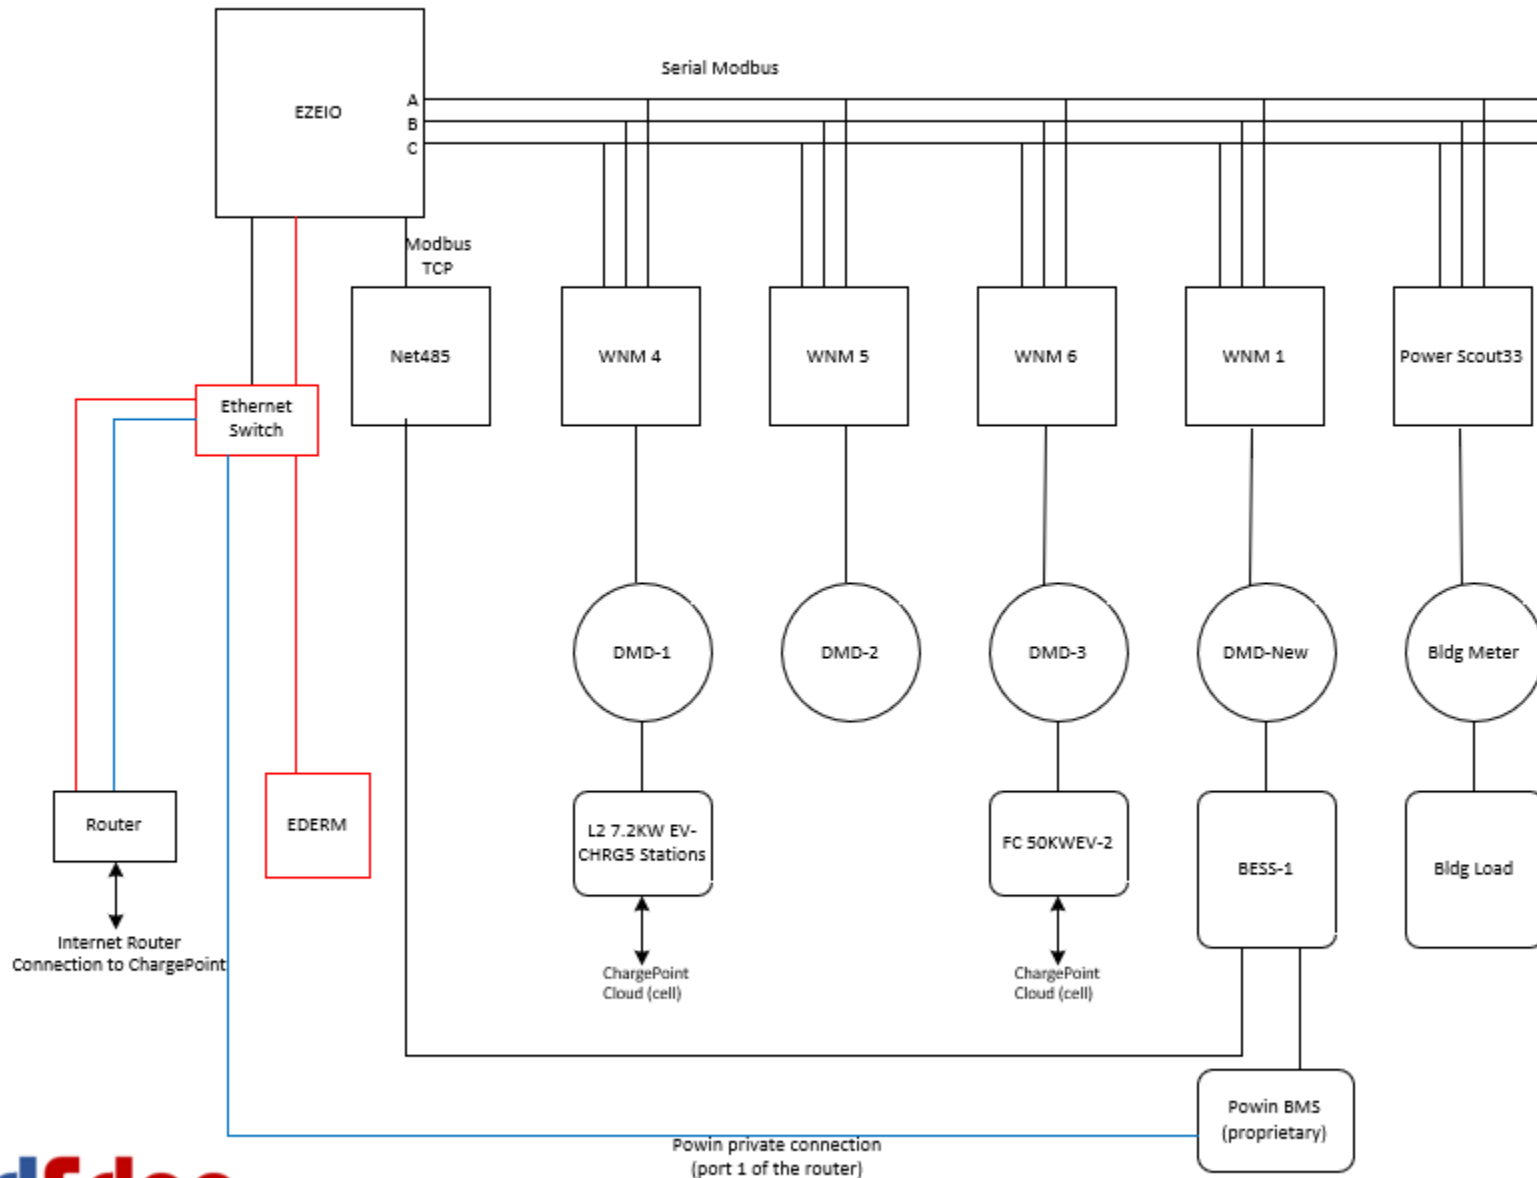 Serial Modbus
EZEIO
A
B
C
Modbus
TCP
Net485
WNM 4
WNM 5
WNM 6
WNM 1
Power Scout33
Ethernet
Switch
DMD-1
DMD-2
DMD-3
DMD-New
Bldg Meter
Router
EDERM
L2 7.2KW EV-
CHRG5 Stations
FC 50KWEV-2
BESS-1
Bldg Load
Internet Router
Connection to ChargePoint
ChargePoint
Cloud (cell)
ChargePoint
Cloud (cell)
Powin BMS
(proprietary)
Powin private connection
(port 1 of the router)